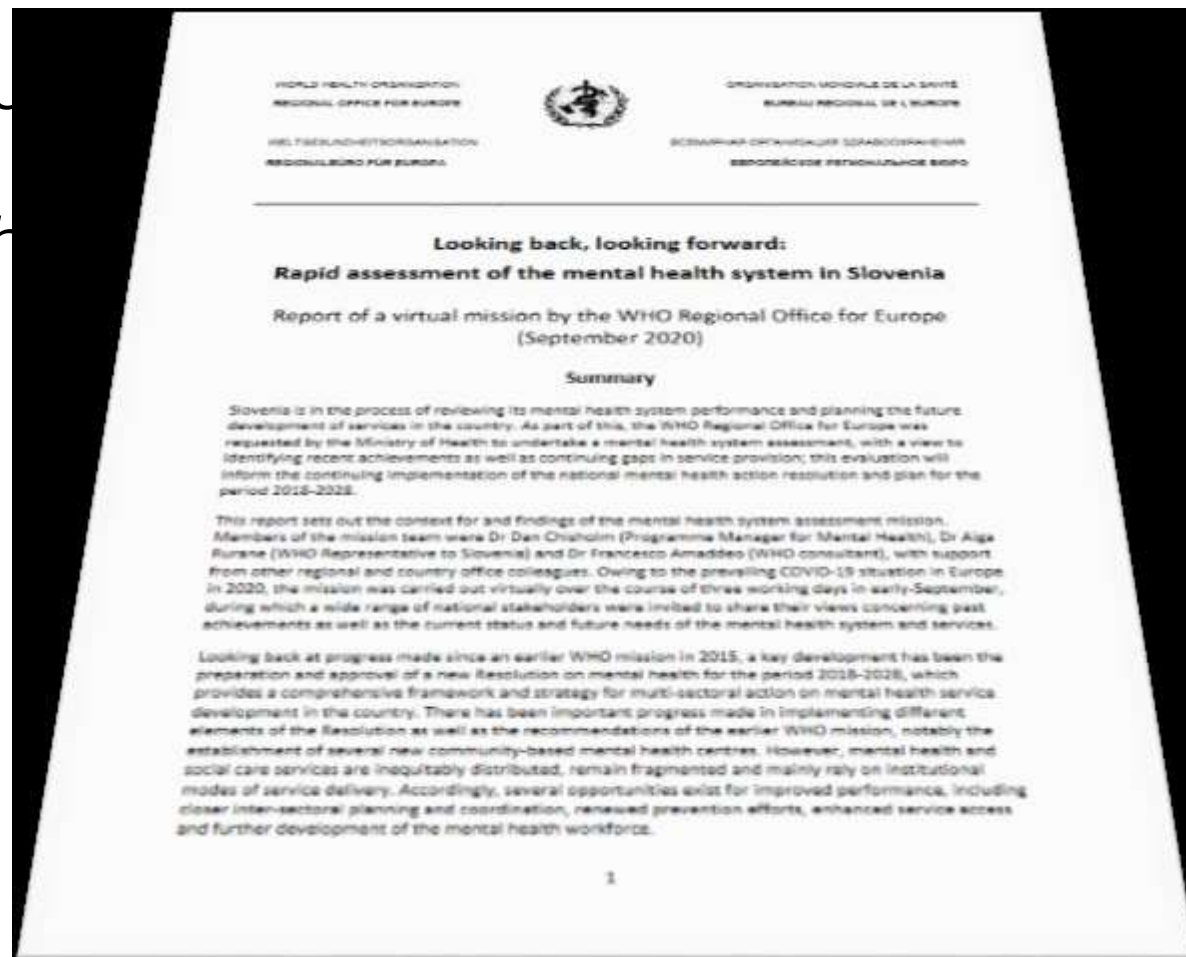 WORLD HEALTH ORGANIZATION
REGIONAL OFFICE FOR EUROPE
ORGANISATION MONDIALE DE LA SANTÉ
BUREAU RÉGIONAL DE L'EUROPE
WELTGESUNDHEITSORGANISATION
REGIONALBÜRO FÜR EUROPA
ВСЕМИРНАЯ ОРГАНИЗАЦИЯ ЗДРАВООХРАНЕНИЯ
ЕВРОПЕЙСКОЕ РЕГИОНАЛЬНОЕ БЮРО
Looking back, looking forward:
Rapid assessment of the mental health system in Slovenia
Report of a virtual mission by the WHO Regional Office for Europe
(September 2020)
Summary
Slovenia is in the process of reviewing its mental health system performance and planning the future
development of services in the country. As part of this, the WHO Regional Office for Europe was
requested by the Ministry of Health to undertake a mental health system assessment, with a view to
identifying recent achievements as well as continuing gaps in service provision; this evaluation will
inform the continuing implementation of the national mental health action resolution and plan for the
period 2018-2028.
This report sets out the context for and findings of the mental health system assessment mission.
Members of the mission team were Dr Dan Chisholm (Programme Manager for Mental Health), Dr Aiga
Rurane (WHO Representative to Slovenia) and Dr Francesco Amaddeo (WHO consultant), with support
from other regional and country office colleagues. Owing to the prevailing COVID-19 situation in Europe
in 2020, the mission was carried out virtually over the course of three working days in early-September,
during which a wide range of national stakeholders were invited to share their views concerning past
achievements as well as the current status and future needs of the mental health system and services.
Looking back at progress made since an earlier WHO mission in 2015, a key development has been the
preparation and approval of a new Resolution on mental health for the period 2018-2028, which
provides a comprehensive framework and strategy for multi-sectoral action on mental health service
development in the country. There has been important progress made in implementing different
elements of the Resolution as well as the recommendations of the earlier WHO mission, notably the
establishment of several new community-based mental health centres. However, mental health and
social care services are inequitably distributed, remain fragmented and mainly rely on institutional
modes of service delivery. Accordingly, several opportunities exist for improved performance, including
closer inter-sectoral planning and coordination, renewed prevention efforts, enhanced service access
and further development of the mental health workforce.
1